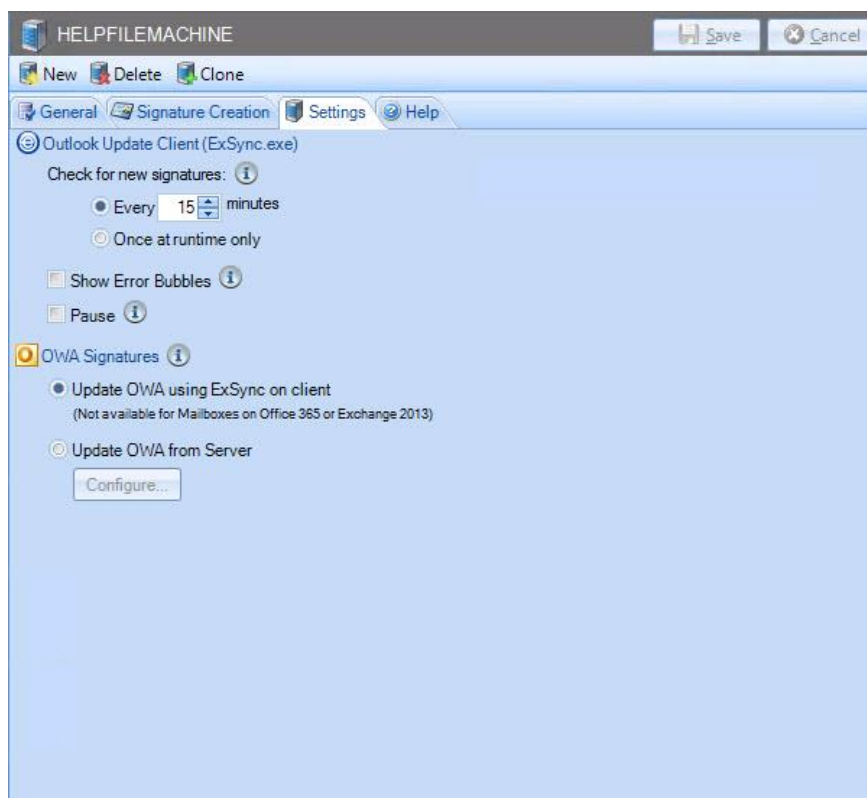 HELPFILEMACHINE Save Cancel
New Delete Clone
General Signature Creation Settings Help
Outlook Update Client (ExSync.exe)
Check for new signatures:
Every 15 minutes
Once at runtime only
Show Error Bubbles
Pause
OWA Signatures
Update OWA using ExSync on client
(Not available for Mailboxes on Office 365 or Exchange 2013)
Update OWA from Server
Configure...